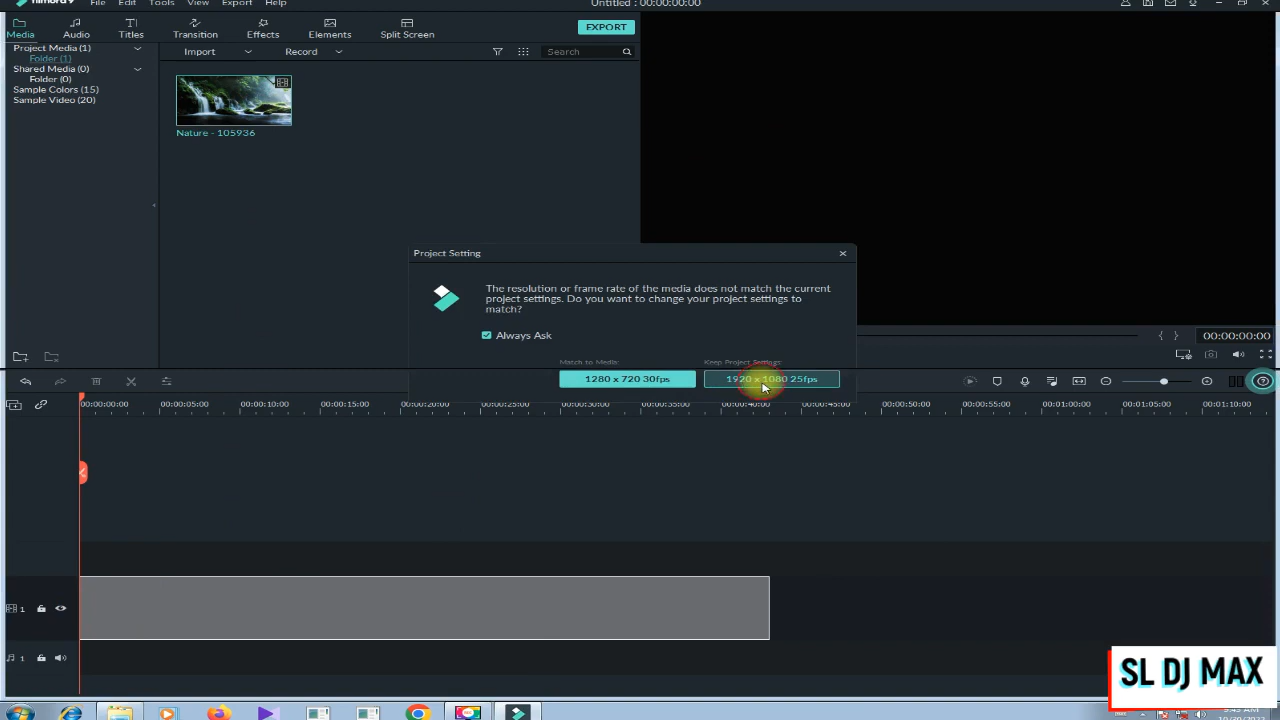 filmora9 File Edit Tools View Export Help Untitled : 00:00:00:00
Media Audio Titles Transition Effects Elements Split Screen EXPORT
Project Media (1)
Folder (1)
Shared Media (0)
Folder (0)
Sample Colors (15)
Sample Video (20)
Import Record Search
Nature - 105936
Project Setting
The resolution or frame rate of the media does not match the current
project settings. Do you want to change your project settings to
match?
Always Ask
Match to Media: Keep Project Settings:
1280 x 720 30fps 1920 x 1080 25fps
00:00:00:00
00:00:00:00 00:00:05:00 00:00:10:00 00:00:15:00 00:00:20:00 00:00:25:00 00:00:30:00 00:00:35:00 00:00:40:00 00:00:45:00 00:00:50:00 00:00:55:00 00:01:00:00 00:01:05:00 00:01:10:00
1
1
SL DJ MAX
9:43 AM